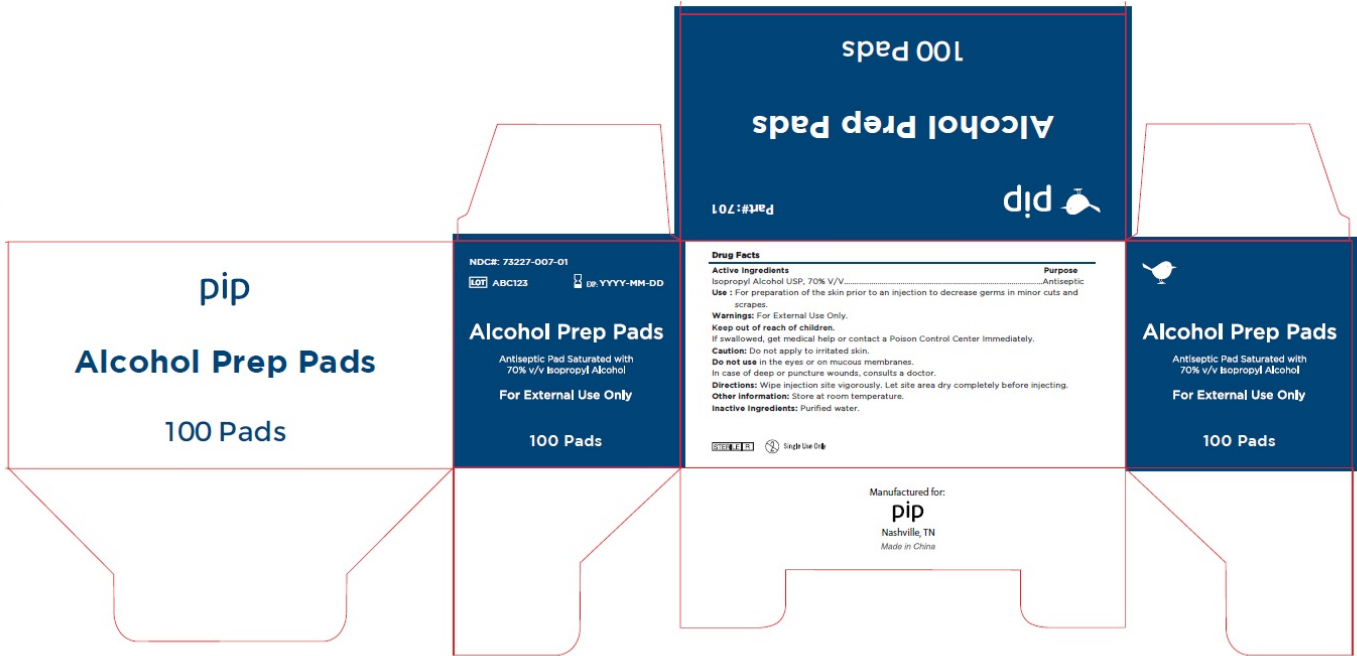 100 Pads
Alcohol Prep Pads
pip
Part#:701
pip
Alcohol Prep Pads
100 Pads
NDC#: 73227-007-01
LOT ABC123 EXP: YYYY-MM-DD
Alcohol Prep Pads
Antiseptic Pad Saturated with
70% v/v Isopropyl Alcohol
For External Use Only
100 Pads
Drug Facts
Active Ingredients Purpose
Isopropyl Alcohol USP, 70% V/V..........Antiseptic
Use : For preparation of the skin prior to an injection to decrease germs in minor cuts and
scrapes.
Warnings: For External Use Only.
Keep out of reach of children.
If swallowed, get medical help or contact a Poison Control Center Immediately.
Caution: Do not apply to irritated skin.
Do not use in the eyes or on mucous membranes.
In case of deep or puncture wounds, consults a doctor.
Directions: Wipe injection site vigorously. Let site area dry completely before injecting.
Other information: Store at room temperature.
Inactive Ingredients: Purified water.
STERILE R 2 Single Use Only
Manufactured for:
pip
Nashville, TN
Made in China
Alcohol Prep Pads
Antiseptic Pad Saturated with
70% v/v Isopropyl Alcohol
For External Use Only
100 Pads